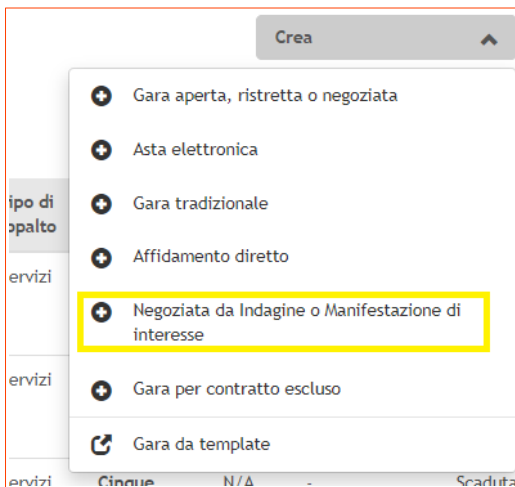 Crea
Gara aperta, ristretta o negoziata
Asta elettronica
Gara tradizionale
ipo di
Affidamento diretto
ervizi
Negoziata da Indagine o Manifestazione di
interesse
ervizi
Gara per contratto escluso
Gara da template
ervizi Cinque N/A - Scaduta